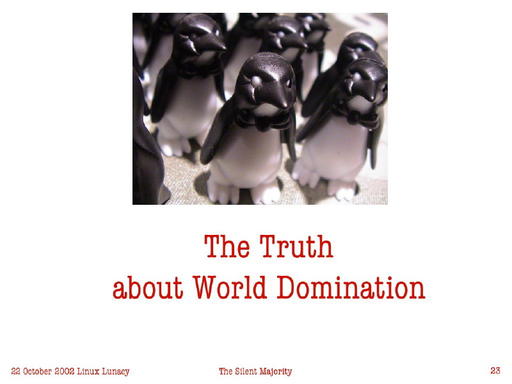 The Truth
about World Domination
22 October 2002 Linux Lunacy
The Silent Majority
23